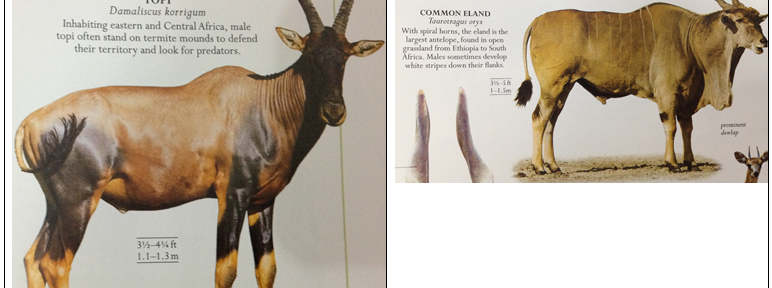 TOPI
Damaliscus korrigum
Inhabiting eastern and Central Africa, male
topi often stand on termite mounds to defend
their territory and look for predators.
3½–4¼ ft
1.1–1.3 m
COMMON ELAND
Taurotragus oryx
With spiral horns, the eland is the
largest antelope, found in open
grassland from Ethiopia to South
Africa. Males sometimes develop
white stripes down their flanks.
3½–5 ft
1–1.5m
prominent
dewlap